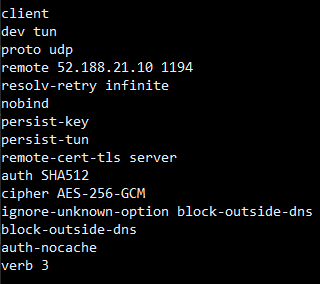 client
dev tun
proto udp
remote 52.188.21.10 1194
resolv-retry infinite
nobind
persist-key
persist-tun
remote-cert-tls server
auth SHA512
cipher AES-256-GCM
ignore-unknown-option block-outside-dns
block-outside-dns
auth-nocache
verb 3